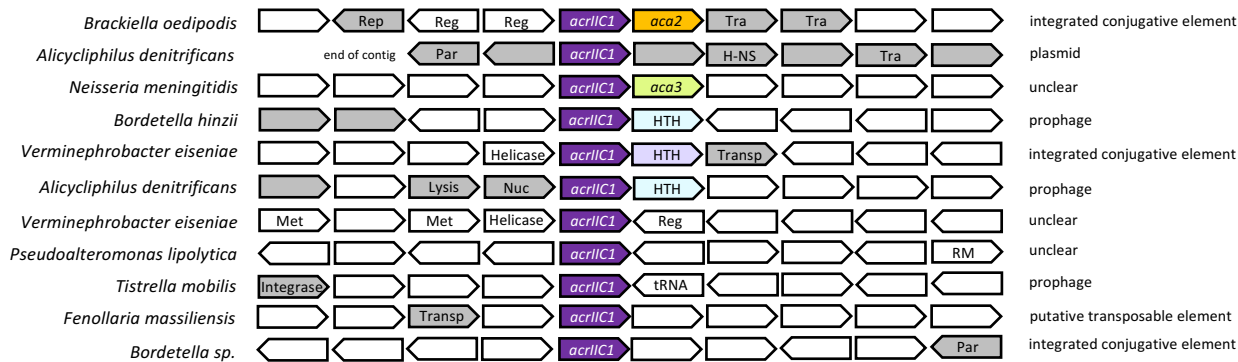 Brackiella oedipodis Rep Reg Reg acrIIC1 aca2 Tra Tra integrated conjugative element
Alicycliphilus denitrificans end of contig Par acrIIC1 H-NS Tra plasmid
Neisseria meningitidis acrIIC1 aca3 unclear
Bordetella hinzii acrIIC1 HTH prophage
Verminephrobacter eiseniae Helicase acrIIC1 HTH Transp integrated conjugative element
Alicycliphilus denitrificans Lysis Nuc acrIIC1 HTH prophage
Verminephrobacter eiseniae Met Met Helicase acrIIC1 Reg unclear
Pseudoalteromonas lipolytica acrIIC1 RM unclear
Tistrella mobilis Integrase acrIIC1 tRNA prophage
Fenollaria massiliensis Transp acrIIC1 putative transposable element
Bordetella sp. acrIIC1 Par integrated conjugative element